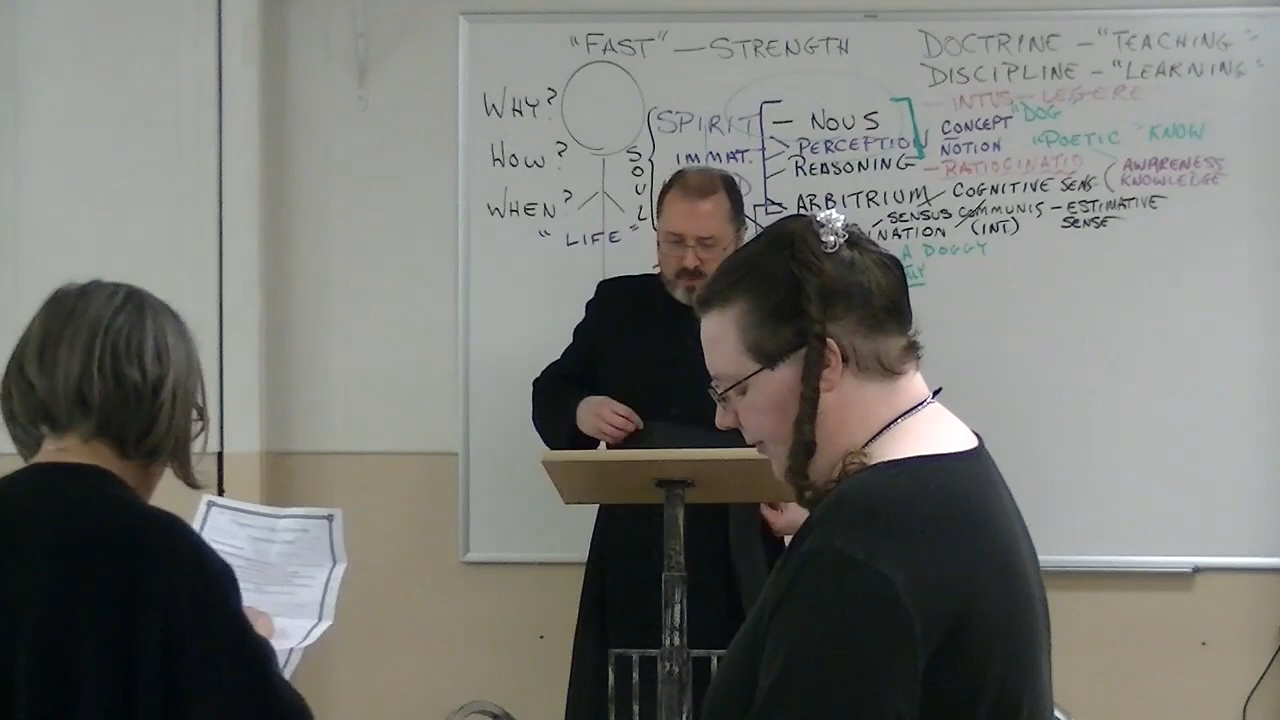 "FAST" — STRENGTH
DOCTRINE - "TEACHING"
DISCIPLINE - "LEARNING"
WHY?
HOW?
WHEN?
"LIFE"
SOUL
SPIRIT
IMMAT.
— NOUS
PERCEPTION
REASONING
ARBITRIUM
— INTUS - LEGERE
CONCEPT "DOG
NOTION
"POETIC" KNOW
— RATIOCINATIO
AWARENESS
KNOWLEDGE
COGNITIVE SENS
SENSUS COMMUNIS - ESTIMATIVE
SENSE
(INT)
A DOGGY